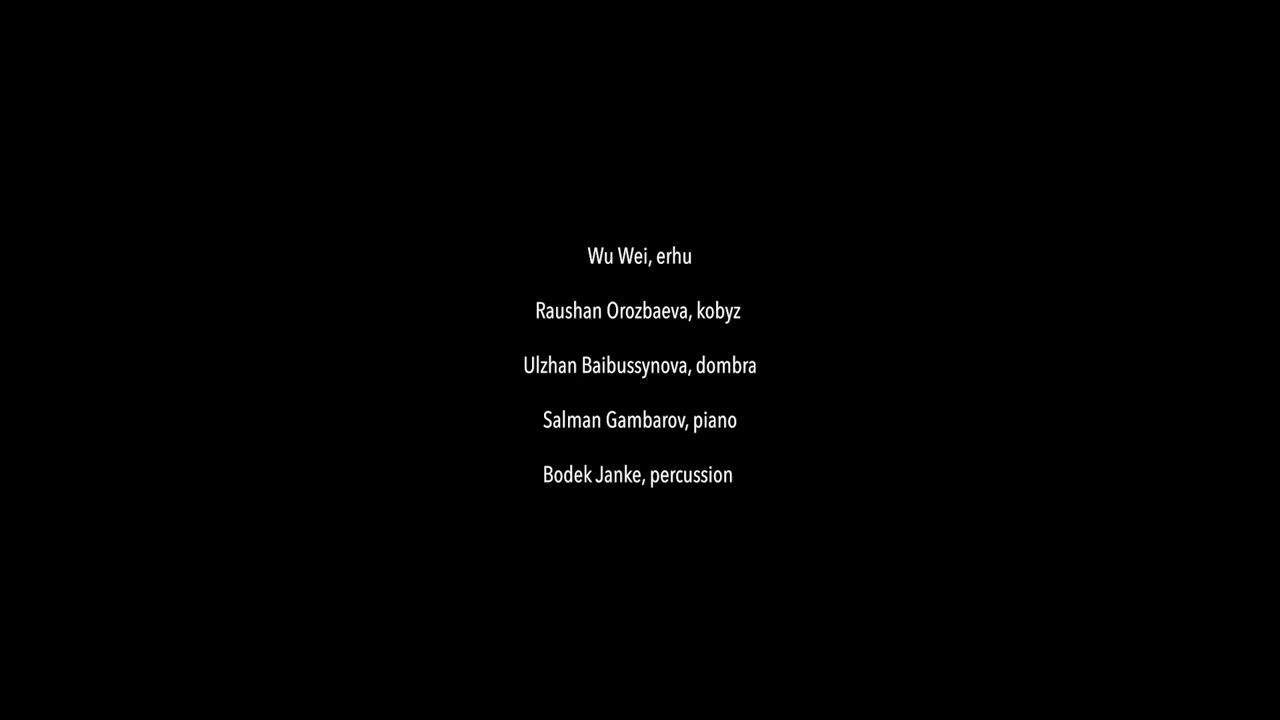 Wu Wei, erhu
Raushan Orozbaeva, kobyz
Ulzhan Baibussynova, dombra
Salman Gambarov, piano
Bodek Janke, percussion